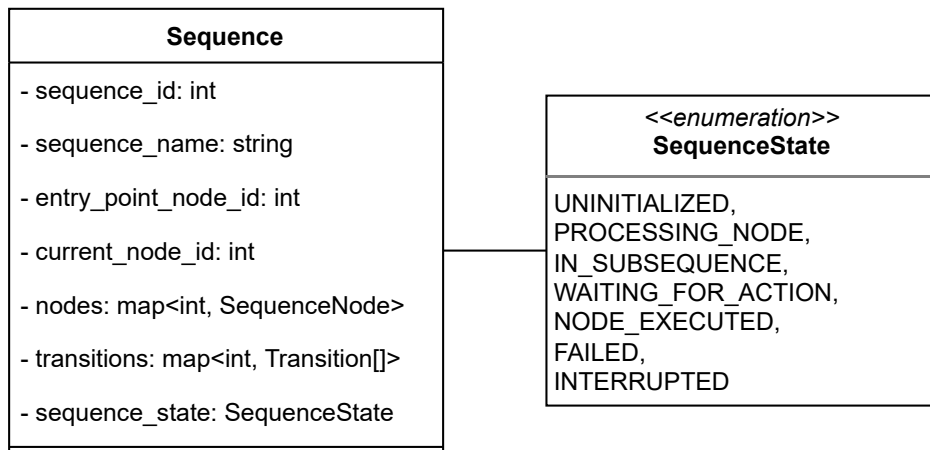 Sequence
- sequence_id: int
- sequence_name: string
- entry_point_node_id: int
- current_node_id: int
- nodes: map<int, SequenceNode>
- transitions: map<int, Transition[]>
- sequence_state: SequenceState
<<enumeration>>
SequenceState
UNINITIALIZED,
PROCESSING_NODE,
IN_SUBSEQUENCE,
WAITING_FOR_ACTION,
NODE_EXECUTED,
FAILED,
INTERRUPTED